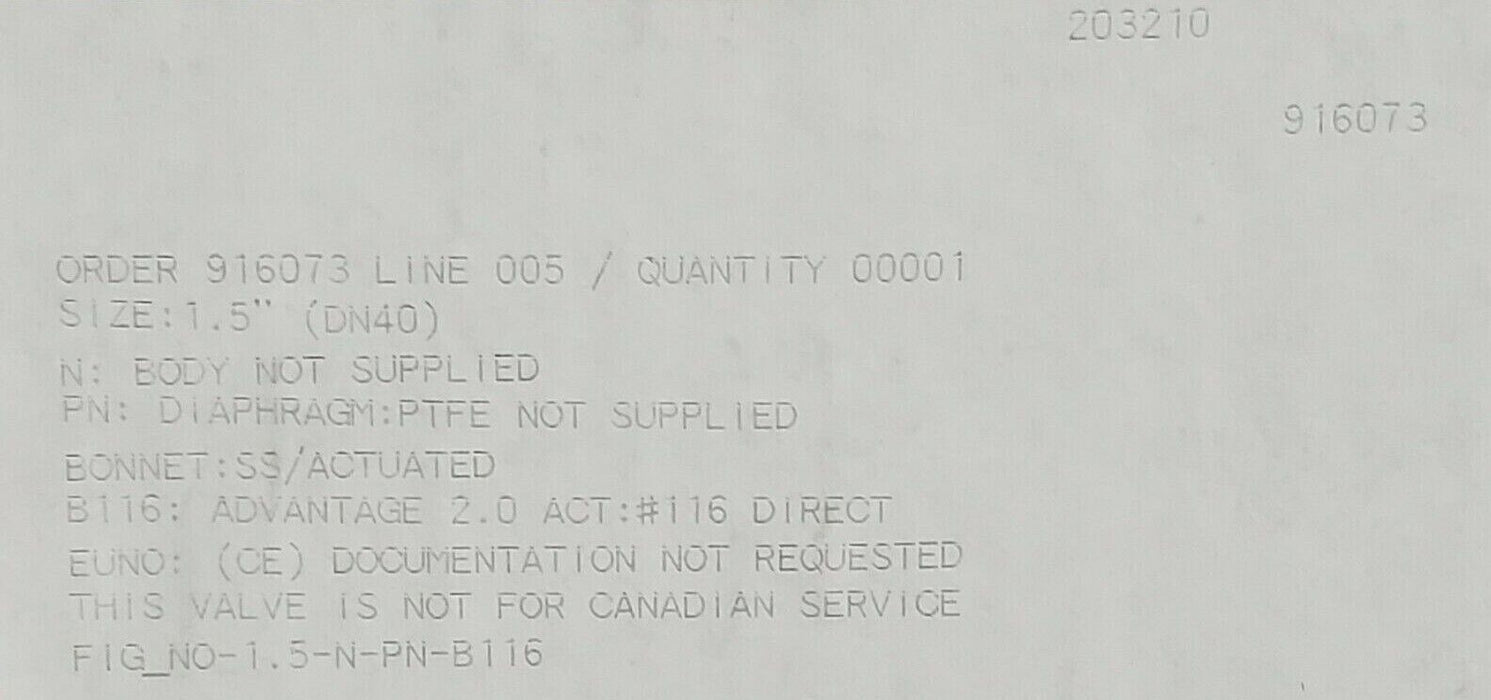 203210
916073
ORDER 916073 LINE 005 / QUANTITY 00001
SIZE:1.5" (DN40)
N: BODY NOT SUPPLIED
PN: DIAPHRAGM:PTFE NOT SUPPLIED
BONNET:SS/ACTUATED
B116: ADVANTAGE 2.0 ACT:#116 DIRECT
EUNO: (CE) DOCUMENTATION NOT REQUESTED
THIS VALVE IS NOT FOR CANADIAN SERVICE
FIG_NO-1.5-N-PN-B116